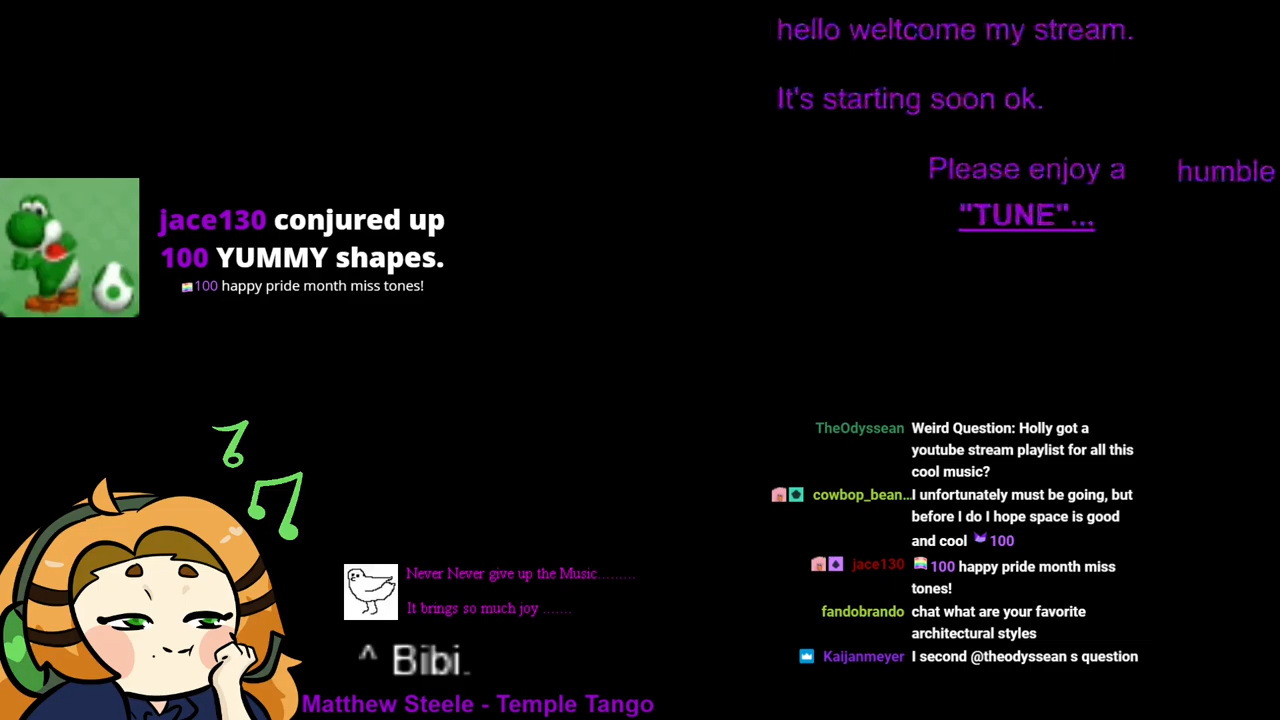 hello weltcome my stream.
It's starting soon ok.
Please enjoy a humble
"TUNE"...
jace130 conjured up
100 YUMMY shapes.
100 happy pride month miss tones!
TheOdyssean Weird Question: Holly got a
youtube stream playlist for all this
cool music?
cowbop_bean... I unfortunately must be going, but
before I do I hope space is good
and cool 100
jace130 100 happy pride month miss
tones!
fandobrando chat what are your favorite
architectural styles
Kaijanmeyer I second @theodyssean s question
Never Never give up the Music.........
It brings so much joy .......
^ Bibi.
Matthew Steele - Temple Tango